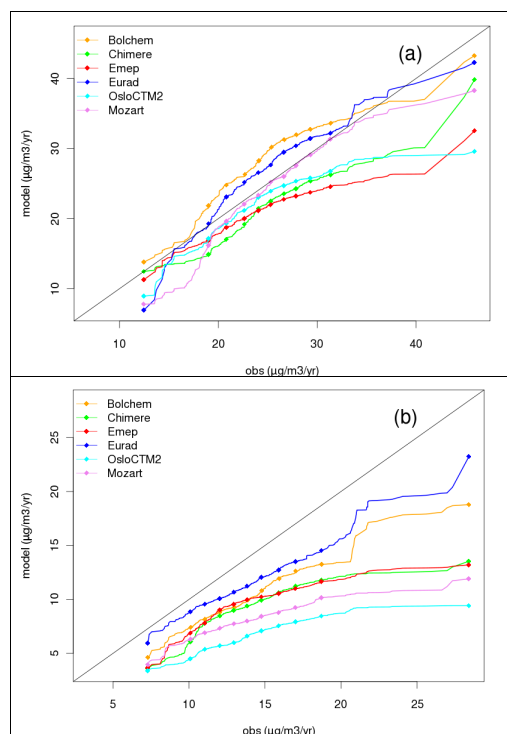 (a)
Bolchem
Chimere
Emep
Eurad
OsloCTM2
Mozart
model (µg/m3/yr)
40
30
20
10
10 20 30 40
obs (µg/m3/yr)
(b)
Bolchem
Chimere
Emep
Eurad
OsloCTM2
Mozart
model (µg/m3/yr)
25
20
15
10
5
5 10 15 20 25
obs (µg/m3/yr)